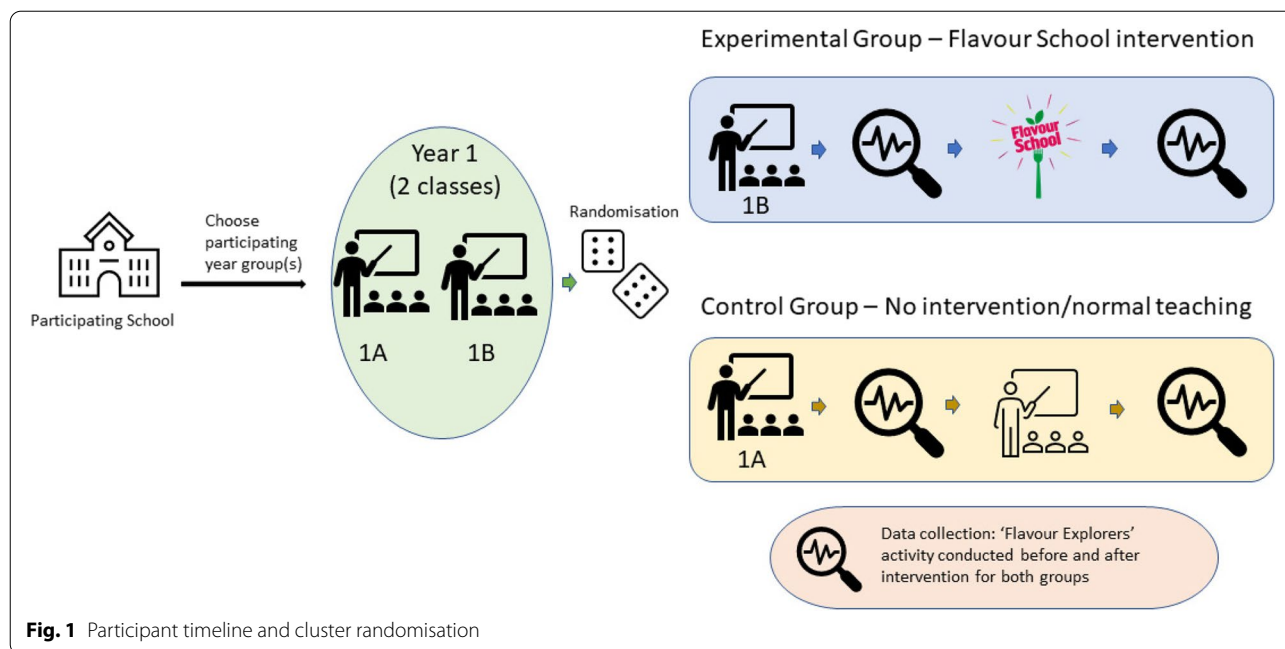 Experimental Group – Flavour School intervention
Flavour
School
1B
Year 1
(2 classes)
1A
1B
Choose
participating
year group(s)
Participating School
Randomisation
Control Group – No intervention/normal teaching
1A
Data collection: ‘Flavour Explorers’
activity conducted before and after
intervention for both groups
Fig. 1 Participant timeline and cluster randomisation